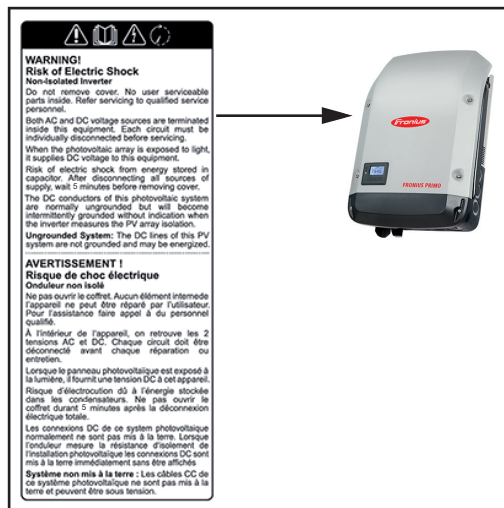 WARNING!
Risk of Electric Shock
Non-Isolated Inverter
Do not remove cover. No user serviceable
parts inside. Refer servicing to qualified service
personnel.
Both AC and DC voltage sources are terminated
inside this equipment. Each circuit must be
individually disconnected before servicing.
When the photovoltaic array is exposed to light,
it supplies DC voltage to this equipment.
Risk of electric shock from energy stored in
capacitor. After disconnecting all sources of
supply, wait 5 minutes before removing cover.
The DC conductors of this photovoltaic system
are normally ungrounded but will become
intermittently grounded without indication when
the inverter measures the PV array isolation.
Ungrounded System: The DC lines of this PV
system are not grounded and may be energized.
AVERTISSEMENT !
Risque de choc électrique
Onduleur non isolé
Ne pas ouvrir le coffret. Aucun élément internede
l'appareil ne peut être réparé par l'utilisateur.
Pour l'assistance faire appel à du personnel
qualifié.
À l'intérieur de l'appareil, on retrouve les 2
tensions AC et DC. Chaque circuit doit être
déconnecté avant chaque réparation ou
entretien.
Lorsque le panneau photovoltaïque est exposé à
la lumière, il fournit une tension DC à cet appareil.
Risque d'électrocution dû à l'énergie stockée
dans les condensateurs. Ne pas ouvrir le
coffret durant 5 minutes après la déconnexion
électrique totale.
Les connexions DC de ce system photovoltaique
normalement ne sont pas mis à la terre. Lorsque
l'onduleur mesure la résistance d'isolement de
l'installation photovoltaïque les connexions DC sont
mis à la terre immédiatement sans être affichés
Système non mis à la terre : Les câbles CC de
ce système photovoltaïque ne sont pas mis à la
terre et peuvent être sous tension.
Fronius
FRONIUS PRIMO